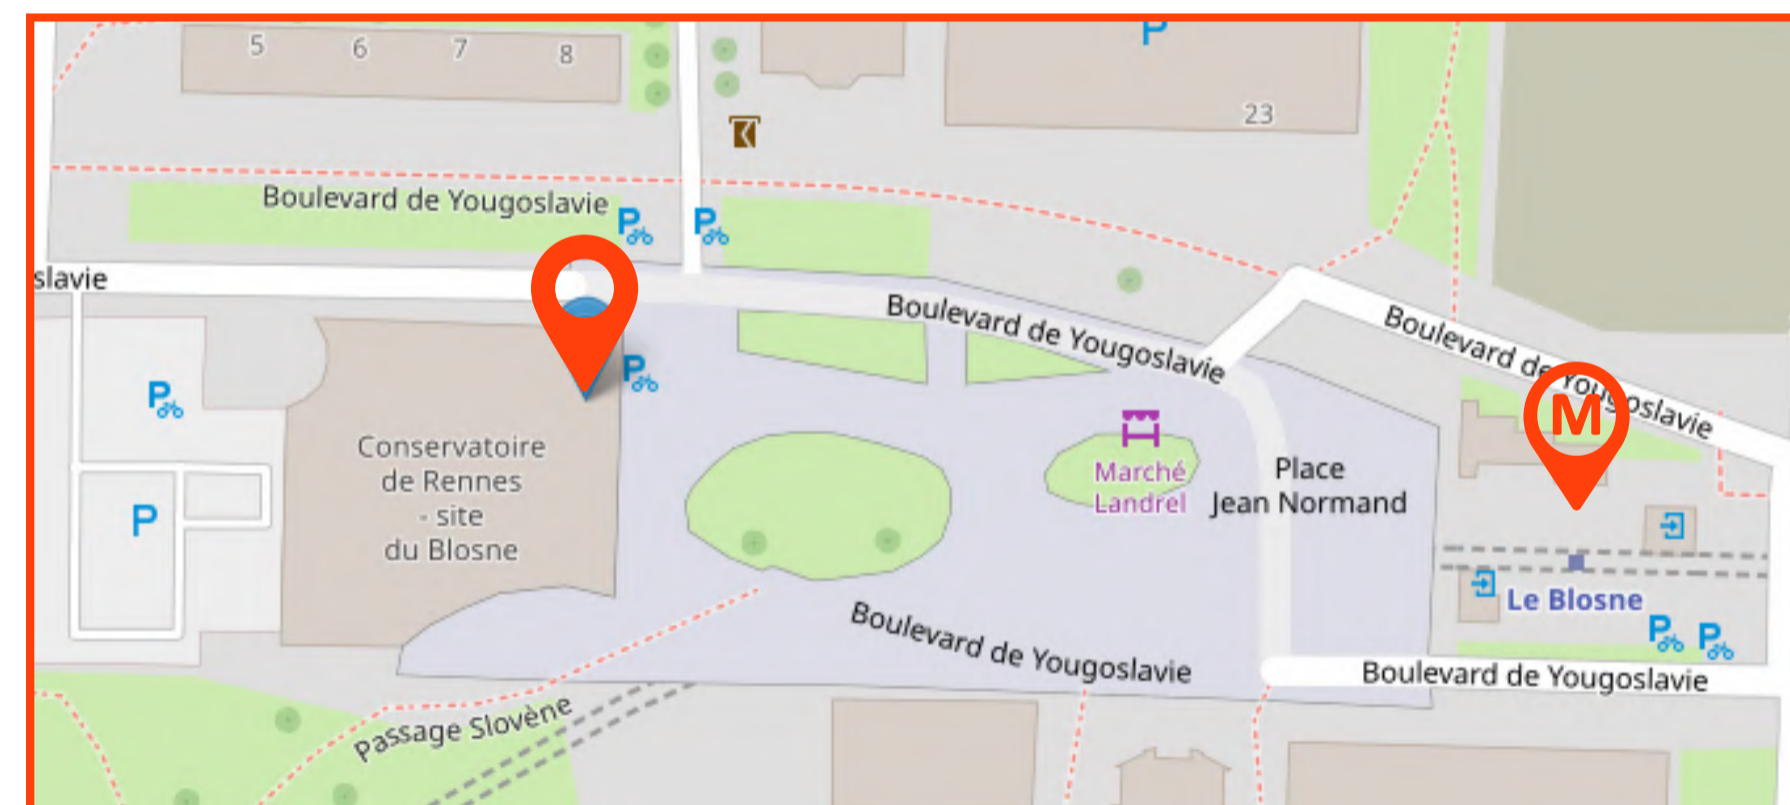 5
6
7
8
P
23
Boulevard de Yougoslavie
P
P
slavie
Boulevard de Yougoslavie
Boulevard de Yougoslavie
P
P
M
Conservatoire
de Rennes
- site
du Blosne
Marché
Landrel
Place
Jean Normand
P
Le Blosne
Boulevard de Yougoslavie
P
P
Boulevard de Yougoslavie
Passage Slovène